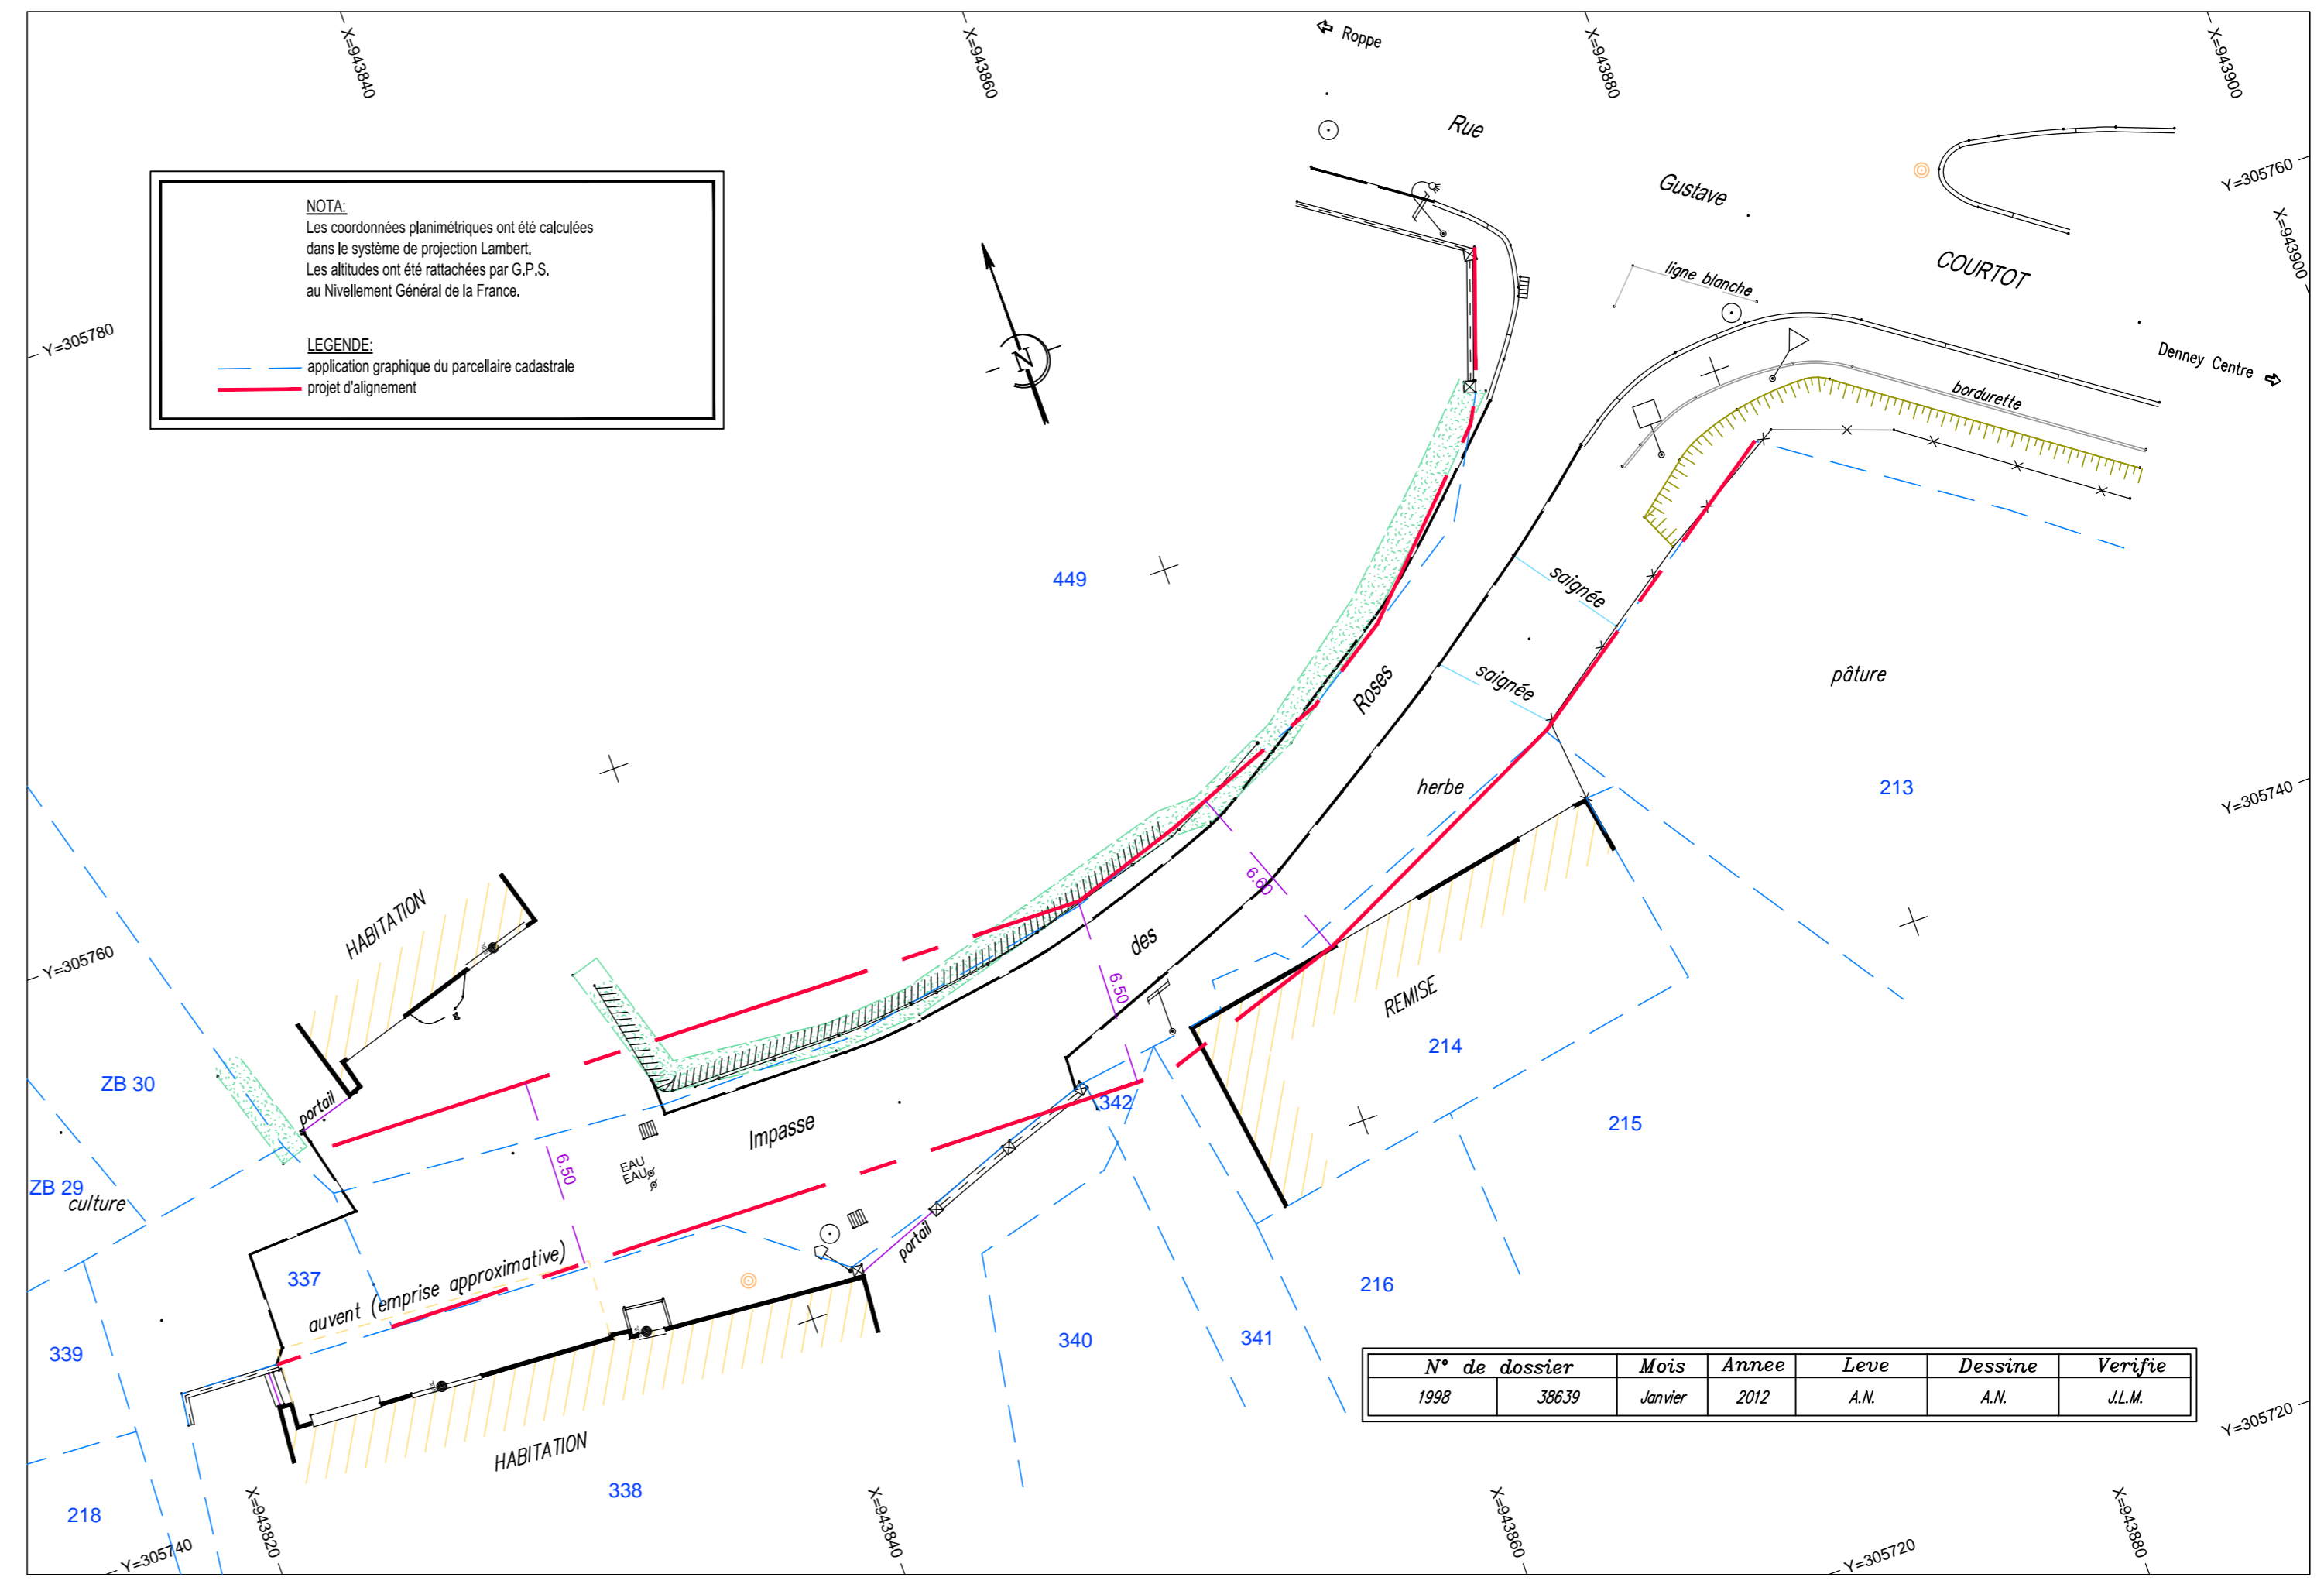 X=943840
X=943860
X=943880
X=943900
Roppe
Rue
Gustave
COURTOT
Y=305760
X=943900
NOTA:
Les coordonnées planimétriques ont été calculées
dans le système de projection Lambert.
Les altitudes ont été rattachées par G.P.S.
au Nivellement Général de la France.
LEGENDE:
application graphique du parcellaire cadastrale
projet d'alignement
N
ligne blanche
Y=305780
Denney Centre
bordurette
449
saignée
saignée
Roses
pâture
herbe
213
Y=305740
6.60
HABITATION
des
Y=305760
6.50
REMISE
214
ZB 30
portail
342
Impasse
215
EAU
EAU
6.50
ZB 29
culture
portail
337
auvent (emprise approximative)
216
339
340
341
N° de dossier Mois Annee Leve Dessine Verifie
1998 38639 Janvier 2012 A.N. A.N. J.L.M.
Y=305720
HABITATION
338
218
X=943820
X=943840
X=943860
X=943880
Y=305740
Y=305720